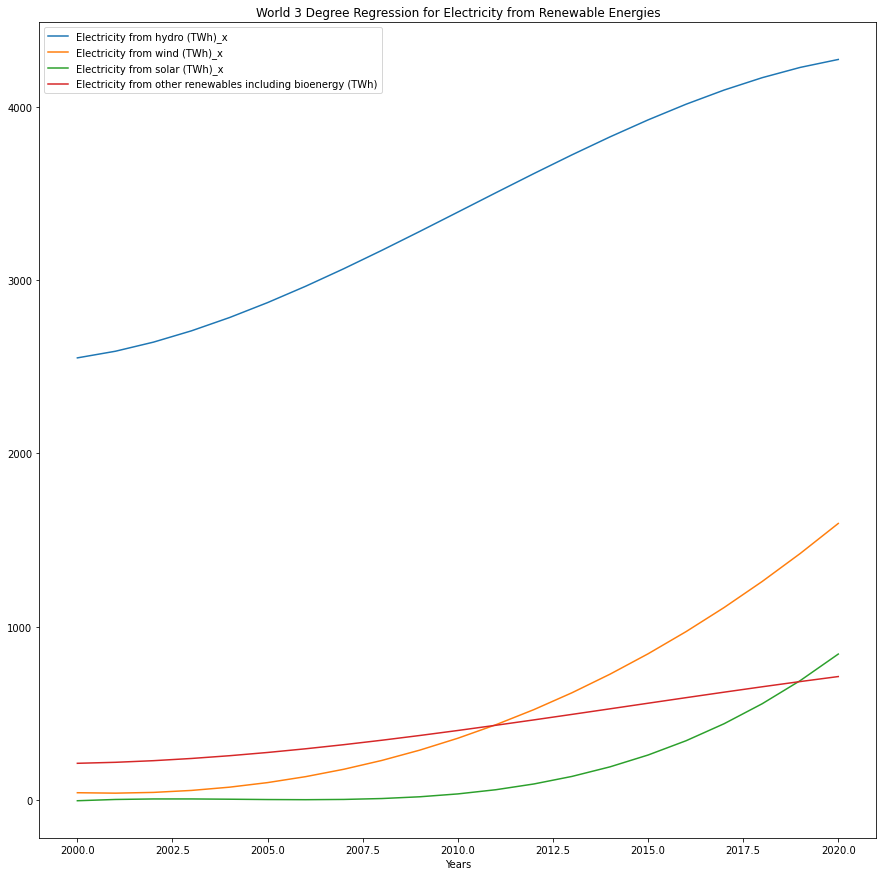 World 3 Degree Regression for Electricity from Renewable Energies
Electricity from hydro (TWh)_x
Electricity from wind (TWh)_x
Electricity from solar (TWh)_x
Electricity from other renewables including bioenergy (TWh)
4000
3000
2000
1000
0
2000.0 2002.5 2005.0 2007.5 2010.0 2012.5 2015.0 2017.5 2020.0
Years